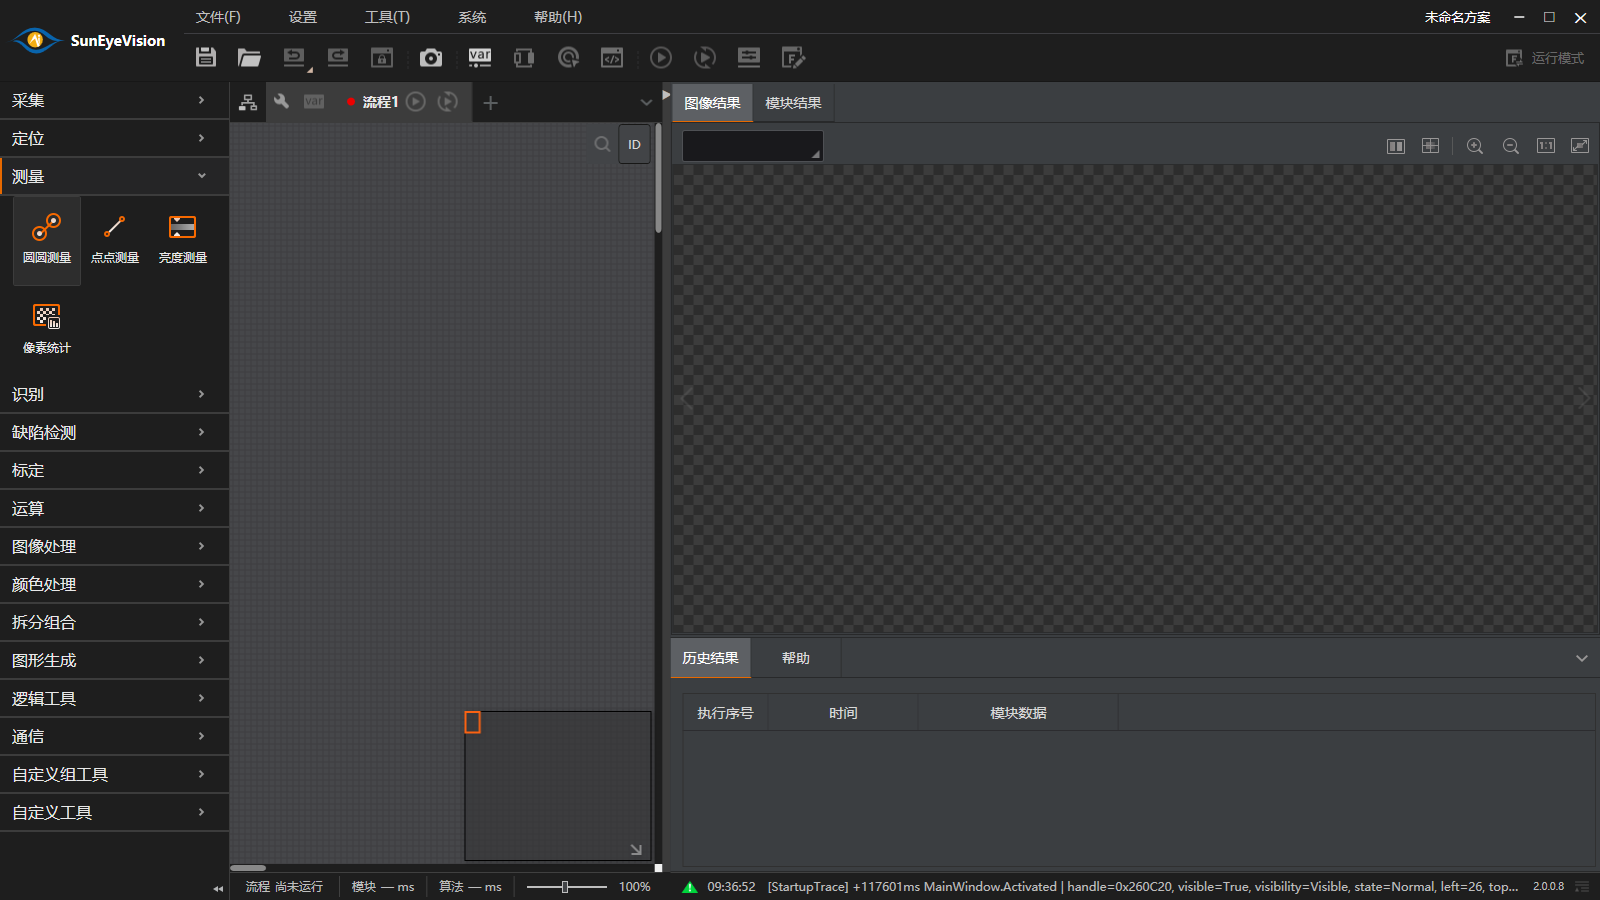 文件(F) 设置 工具(T) 系统 帮助(H) 未命名方案
SunEyeVision
var
运行模式
采集
定位
测量
圆圆测量 点点测量 亮度测量
像素统计
识别
缺陷检测
标定
运算
图像处理
颜色处理
拆分组合
图形生成
逻辑工具
通信
自定义组工具
自定义工具
var 流程1
ID
图像结果 模块结果
1:1
历史结果 帮助
执行序号 时间 模块数据
流程 尚未运行 模块 — ms 算法 — ms 100% 09:36:52 [StartupTrace] +117601ms MainWindow.Activated | handle=0x260C20, visible=True, visibility=Visible, state=Normal, left=26, top... 2.0.0.8